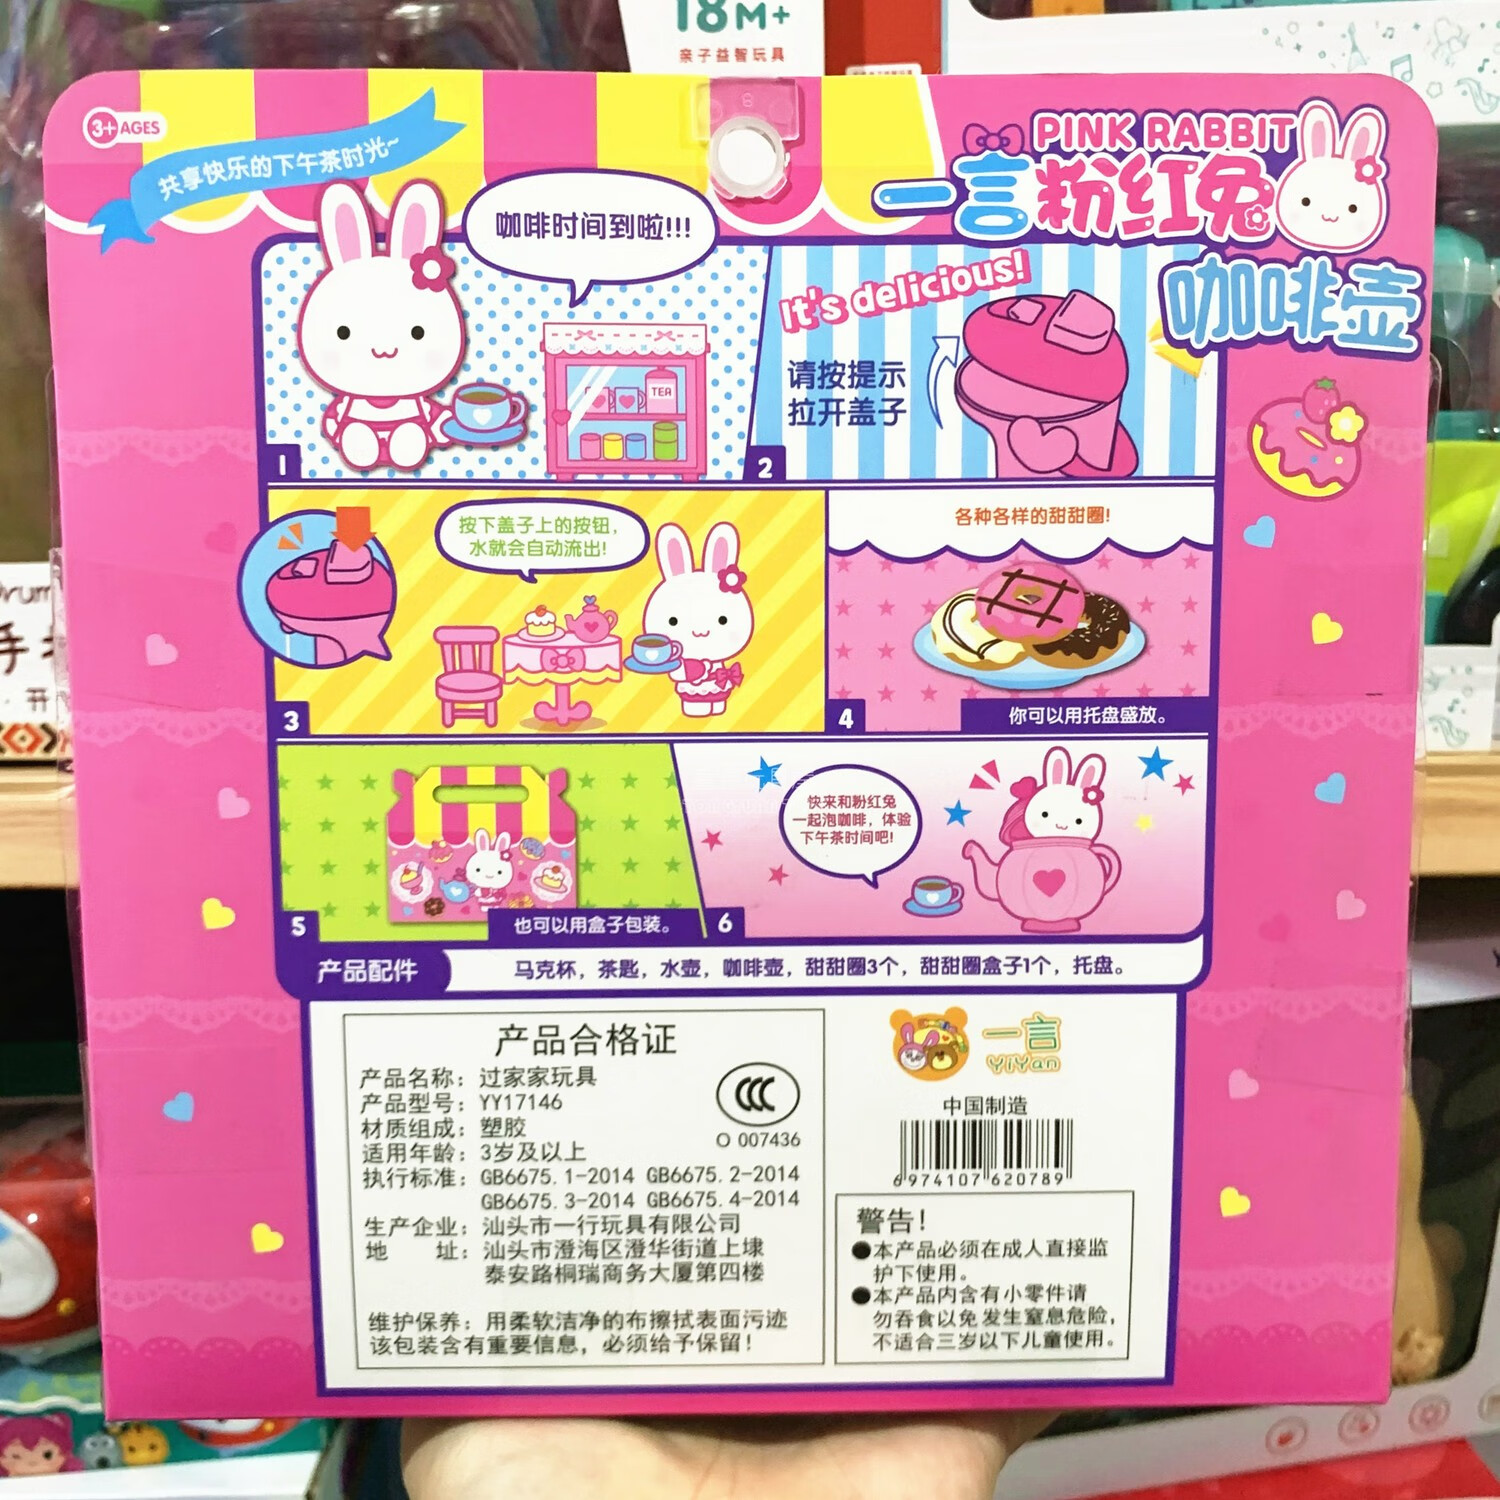 18M+
亲子益智玩具
3+ AGES
共享快乐的下午茶时光~
PINK RABBIT
一言粉红兔
咖啡壶
咖啡时间到啦!!!
TEA
1
It's delicious!
请按提示
拉开盖子
2
按下盖子上的按钮，
水就会自动流出!
3
各种各样的甜甜圈!
4
你可以用托盘盛放。
5
也可以用盒子包装。
快来和粉红兔
一起泡咖啡，体验
下午茶时间吧!
6
产品配件
马克杯，茶匙，水壶，咖啡壶，甜甜圈3个，甜甜圈盒子1个，托盘。
产品合格证
产品名称：过家家玩具
产品型号：YY17146
材质组成：塑胶
适用年龄：3岁及以上
执行标准：GB6675.1-2014 GB6675.2-2014
GB6675.3-2014 GB6675.4-2014
生产企业：汕头市一行玩具有限公司
地 址：汕头市澄海区澄华街道上埭
泰安路桐瑞商务大厦第四楼
维护保养：用柔软洁净的布擦拭表面污迹
该包装含有重要信息，必须给予保留!
CCC
O 007436
一言
YiYan
中国制造
6 974107 620789
警告!
●本产品必须在成人直接监
护下使用。
●本产品内含有小零件请
勿吞食以免发生窒息危险，
不适合三岁以下儿童使用。